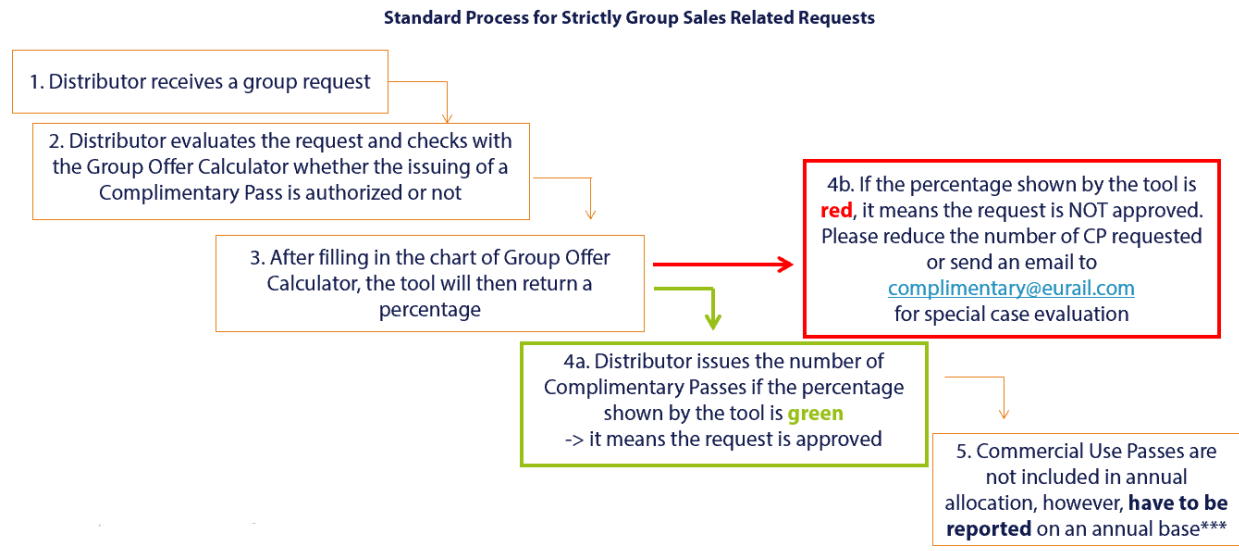 Standard Process for Strictly Group Sales Related Requests
1. Distributor receives a group request
2. Distributor evaluates the request and checks with
the Group Offer Calculator whether the issuing of a
Complimentary Pass is authorized or not
3. After filling in the chart of Group Offer
Calculator, the tool will then return a
percentage
4b. If the percentage shown by the tool is
red, it means the request is NOT approved.
Please reduce the number of CP requested
or send an email to
complimentary@eurail.com
for special case evaluation
4a. Distributor issues the number of
Complimentary Passes if the percentage
shown by the tool is green
-> it means the request is approved
5. Commercial Use Passes are
not included in annual
allocation, however, have to be
reported on an annual base***